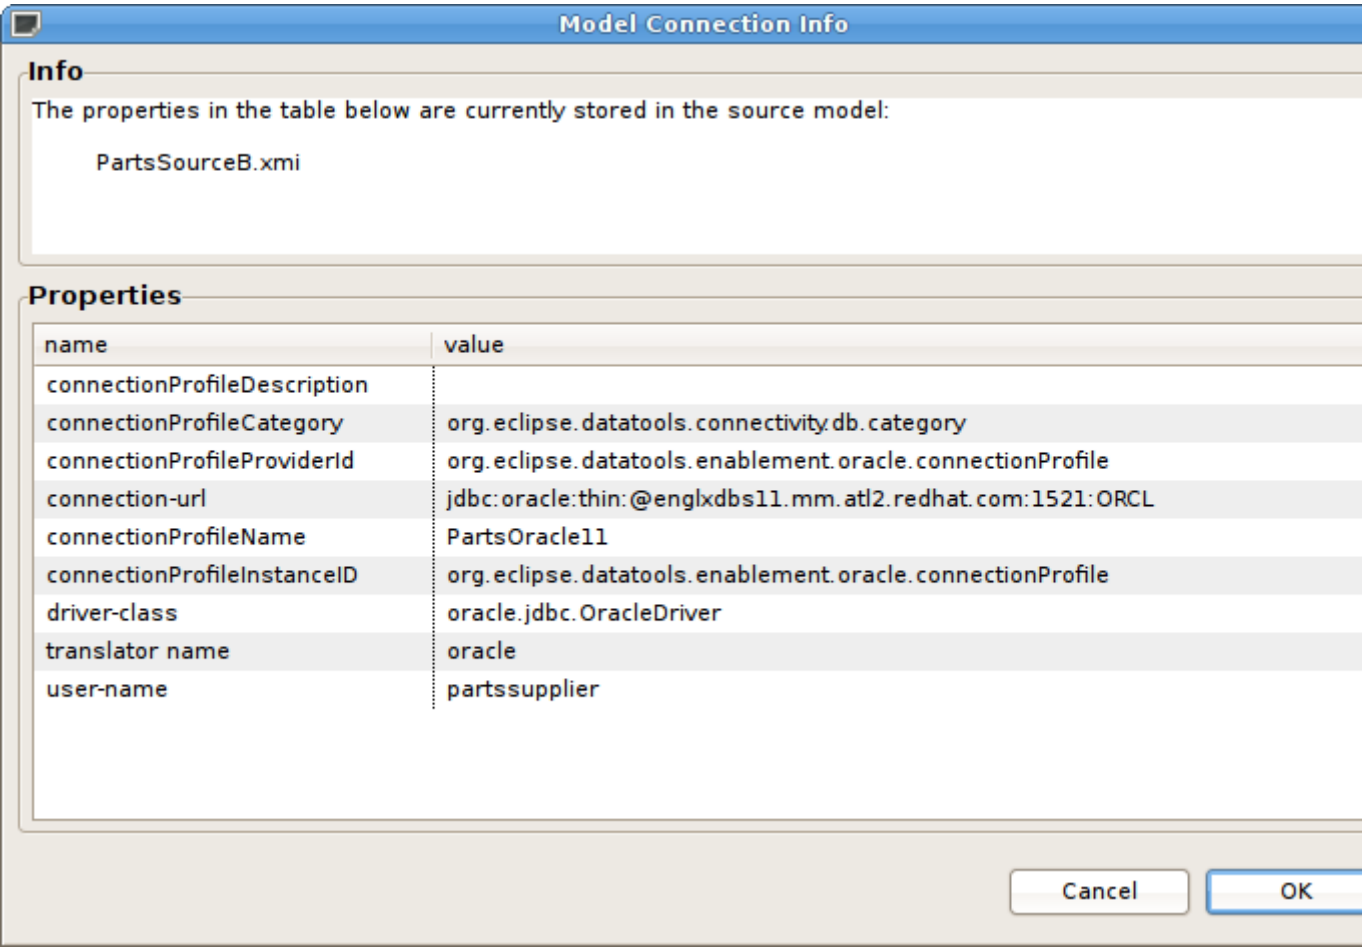 Model Connection Info
Info
The properties in the table below are currently stored in the source model:
PartsSourceB.xmi
Properties
name value
connectionProfileDescription
connectionProfileCategory org.eclipse.datatools.connectivity.db.category
connectionProfileProviderId org.eclipse.datatools.enablement.oracle.connectionProfile
connection-url jdbc:oracle:thin:@englxdbs11.mm.atl2.redhat.com:1521:ORCL
connectionProfileName PartsOracle11
connectionProfileInstanceID org.eclipse.datatools.enablement.oracle.connectionProfile
driver-class oracle.jdbc.OracleDriver
translator name oracle
user-name partssupplier
Cancel OK